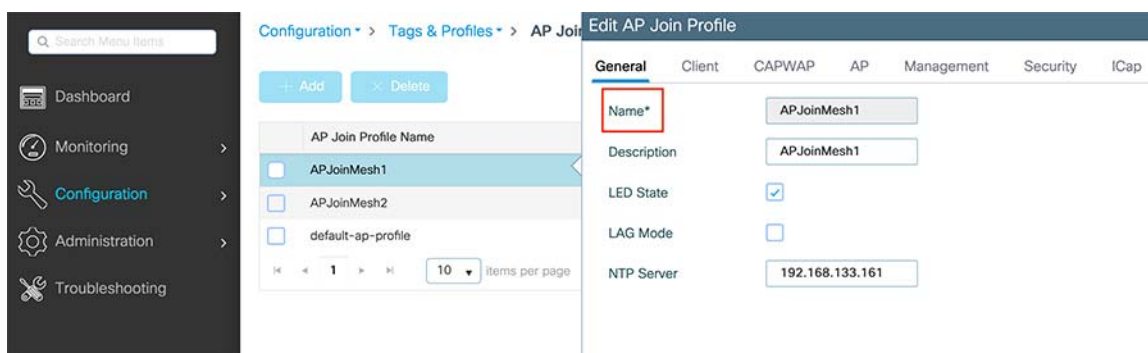 Search Menu Items
Dashboard
Monitoring
Configuration
Administration
Troubleshooting
Configuration > Tags & Profiles > AP Joi
+ Add
× Delete
AP Join Profile Name
APJoinMesh1
APJoinMesh2
default-ap-profile
1
10
items per page
Edit AP Join Profile
General Client CAPWAP AP Management Security ICap
Name* APJoinMesh1
Description APJoinMesh1
LED State
LAG Mode
NTP Server 192.168.133.161